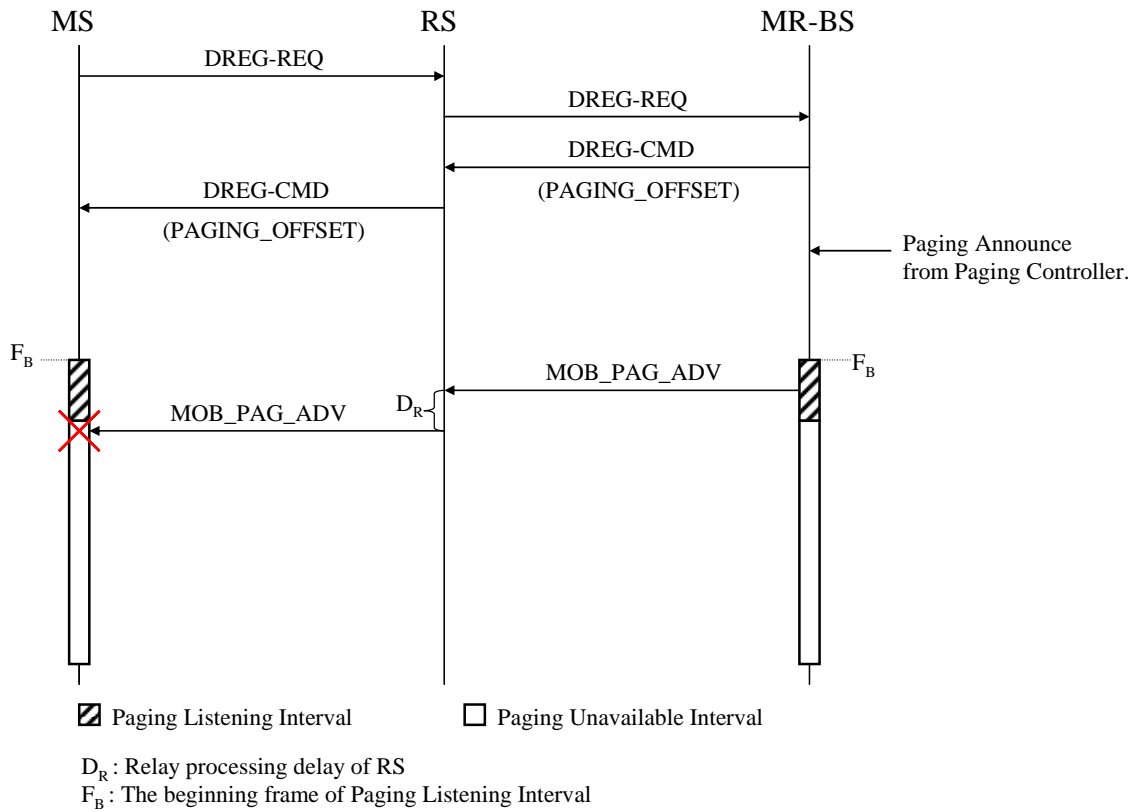 MS RS MR-BS
DREG-REQ
DREG-REQ
DREG-CMD
(PAGING_OFFSET)
DREG-CMD
(PAGING_OFFSET)
Paging Announce
from Paging Controller.
F_B
F_B
MOB_PAG_ADV
D_R
MOB_PAG_ADV
Paging Listening Interval
Paging Unavailable Interval
D_R : Relay processing delay of RS
F_B : The beginning frame of Paging Listening Interval